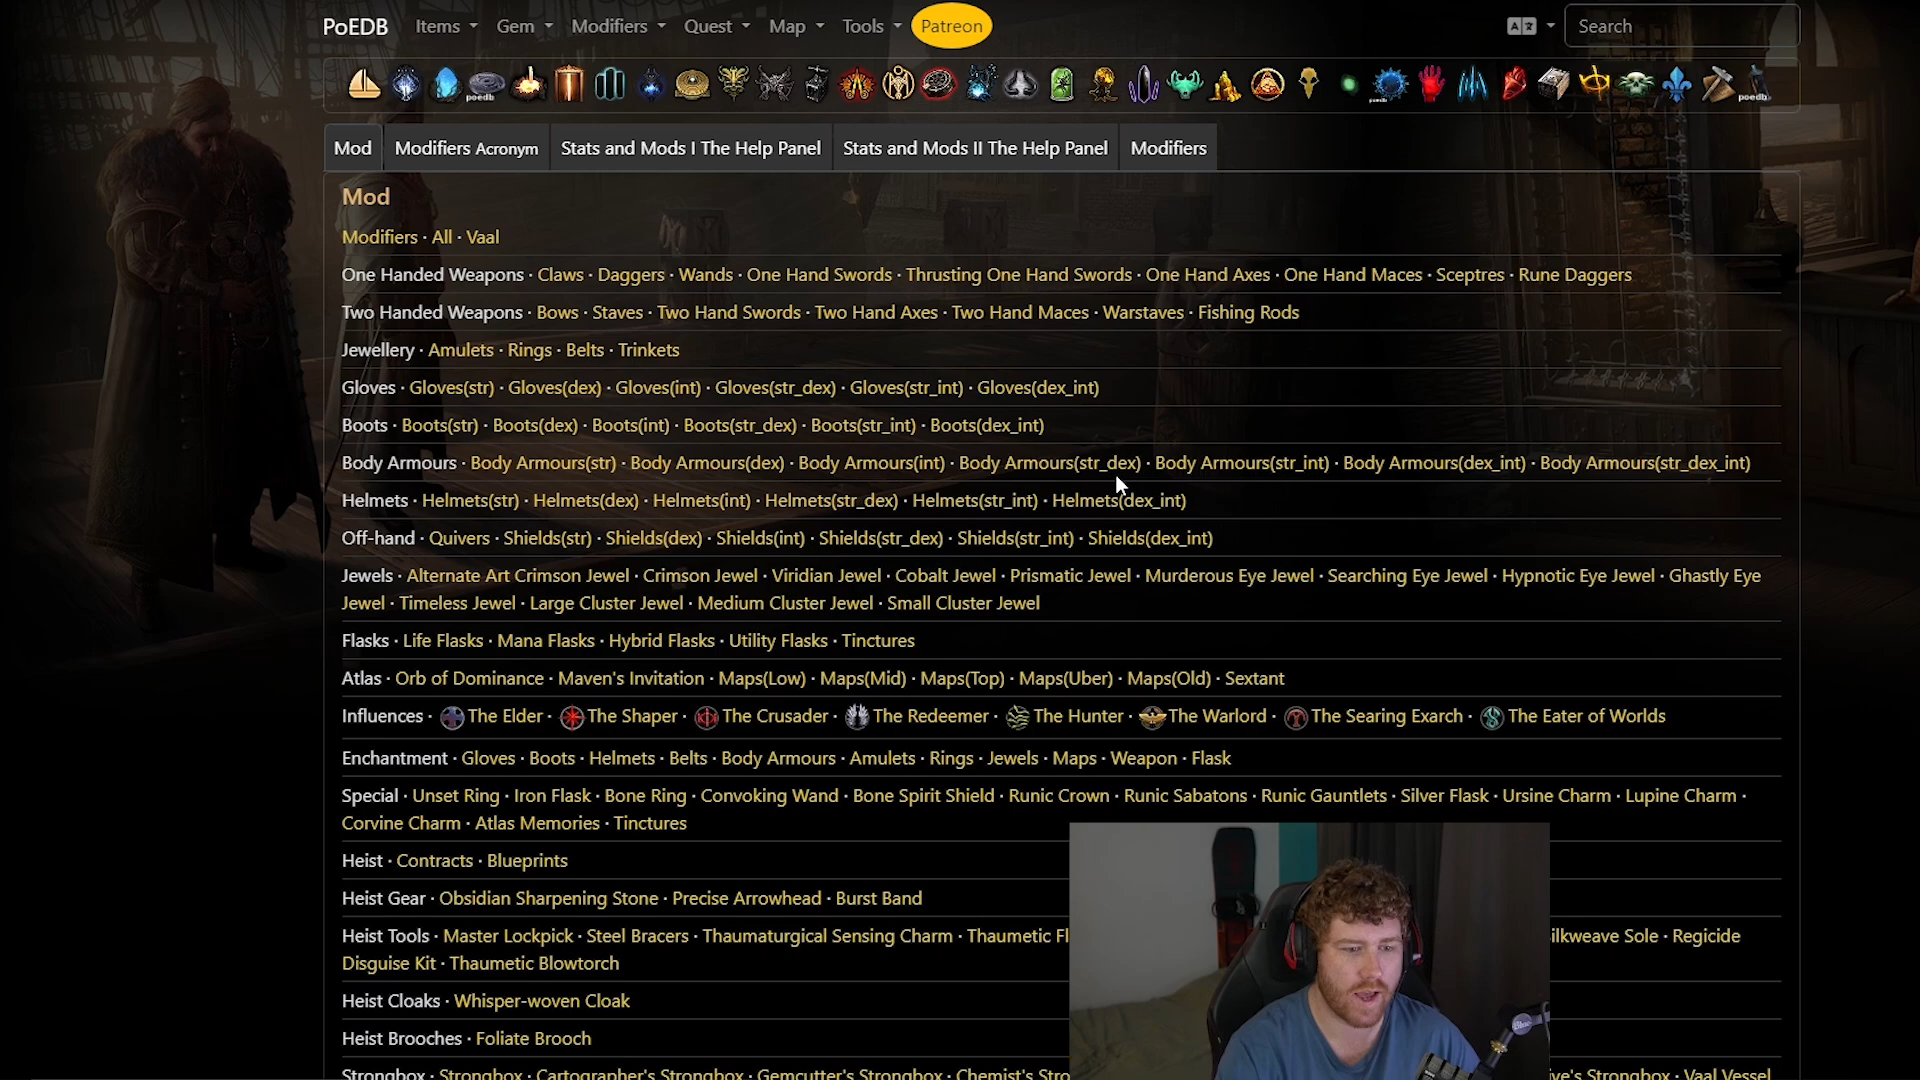 PoEDB Items Gem Modifiers Quest Map Tools Patreon Search
poedb poedb poedb
Mod Modifiers Acronym Stats and Mods I The Help Panel Stats and Mods II The Help Panel Modifiers
Mod
Modifiers · All · Vaal
One Handed Weapons · Claws · Daggers · Wands · One Hand Swords · Thrusting One Hand Swords · One Hand Axes · One Hand Maces · Sceptres · Rune Daggers
Two Handed Weapons · Bows · Staves · Two Hand Swords · Two Hand Axes · Two Hand Maces · Warstaves · Fishing Rods
Jewellery · Amulets · Rings · Belts · Trinkets
Gloves · Gloves(str) · Gloves(dex) · Gloves(int) · Gloves(str_dex) · Gloves(str_int) · Gloves(dex_int)
Boots · Boots(str) · Boots(dex) · Boots(int) · Boots(str_dex) · Boots(str_int) · Boots(dex_int)
Body Armours · Body Armours(str) · Body Armours(dex) · Body Armours(int) · Body Armours(str_dex) · Body Armours(str_int) · Body Armours(dex_int) · Body Armours(str_dex_int)
Helmets · Helmets(str) · Helmets(dex) · Helmets(int) · Helmets(str_dex) · Helmets(str_int) · Helmets(dex_int)
Off-hand · Quivers · Shields(str) · Shields(dex) · Shields(int) · Shields(str_dex) · Shields(str_int) · Shields(dex_int)
Jewels · Alternate Art Crimson Jewel · Crimson Jewel · Viridian Jewel · Cobalt Jewel · Prismatic Jewel · Murderous Eye Jewel · Searching Eye Jewel · Hypnotic Eye Jewel · Ghastly Eye
Jewel · Timeless Jewel · Large Cluster Jewel · Medium Cluster Jewel · Small Cluster Jewel
Flasks · Life Flasks · Mana Flasks · Hybrid Flasks · Utility Flasks · Tinctures
Atlas · Orb of Dominance · Maven's Invitation · Maps(Low) · Maps(Mid) · Maps(Top) · Maps(Uber) · Maps(Old) · Sextant
Influences · The Elder · The Shaper · The Crusader · The Redeemer · The Hunter · The Warlord · The Searing Exarch · The Eater of Worlds
Enchantment · Gloves · Boots · Helmets · Belts · Body Armours · Amulets · Rings · Jewels · Maps · Weapon · Flask
Special · Unset Ring · Iron Flask · Bone Ring · Convoking Wand · Bone Spirit Shield · Runic Crown · Runic Sabatons · Runic Gauntlets · Silver Flask · Ursine Charm · Lupine Charm ·
Corvine Charm · Atlas Memories · Tinctures
Heist · Contracts · Blueprints
Heist Gear · Obsidian Sharpening Stone · Precise Arrowhead · Burst Band
Heist Tools · Master Lockpick · Steel Bracers · Thaumaturgical Sensing Charm · Thaumetic Fl ilkweave Sole · Regicide
Disguise Kit · Thaumetic Blowtorch
Heist Cloaks · Whisper-woven Cloak
Heist Brooches · Foliate Brooch
Strongbox · Strongbox · Cartographer's Strongbox · Gemcutter's Strongbox · Chemist's Stro ive's Strongbox · Vaal Vessel